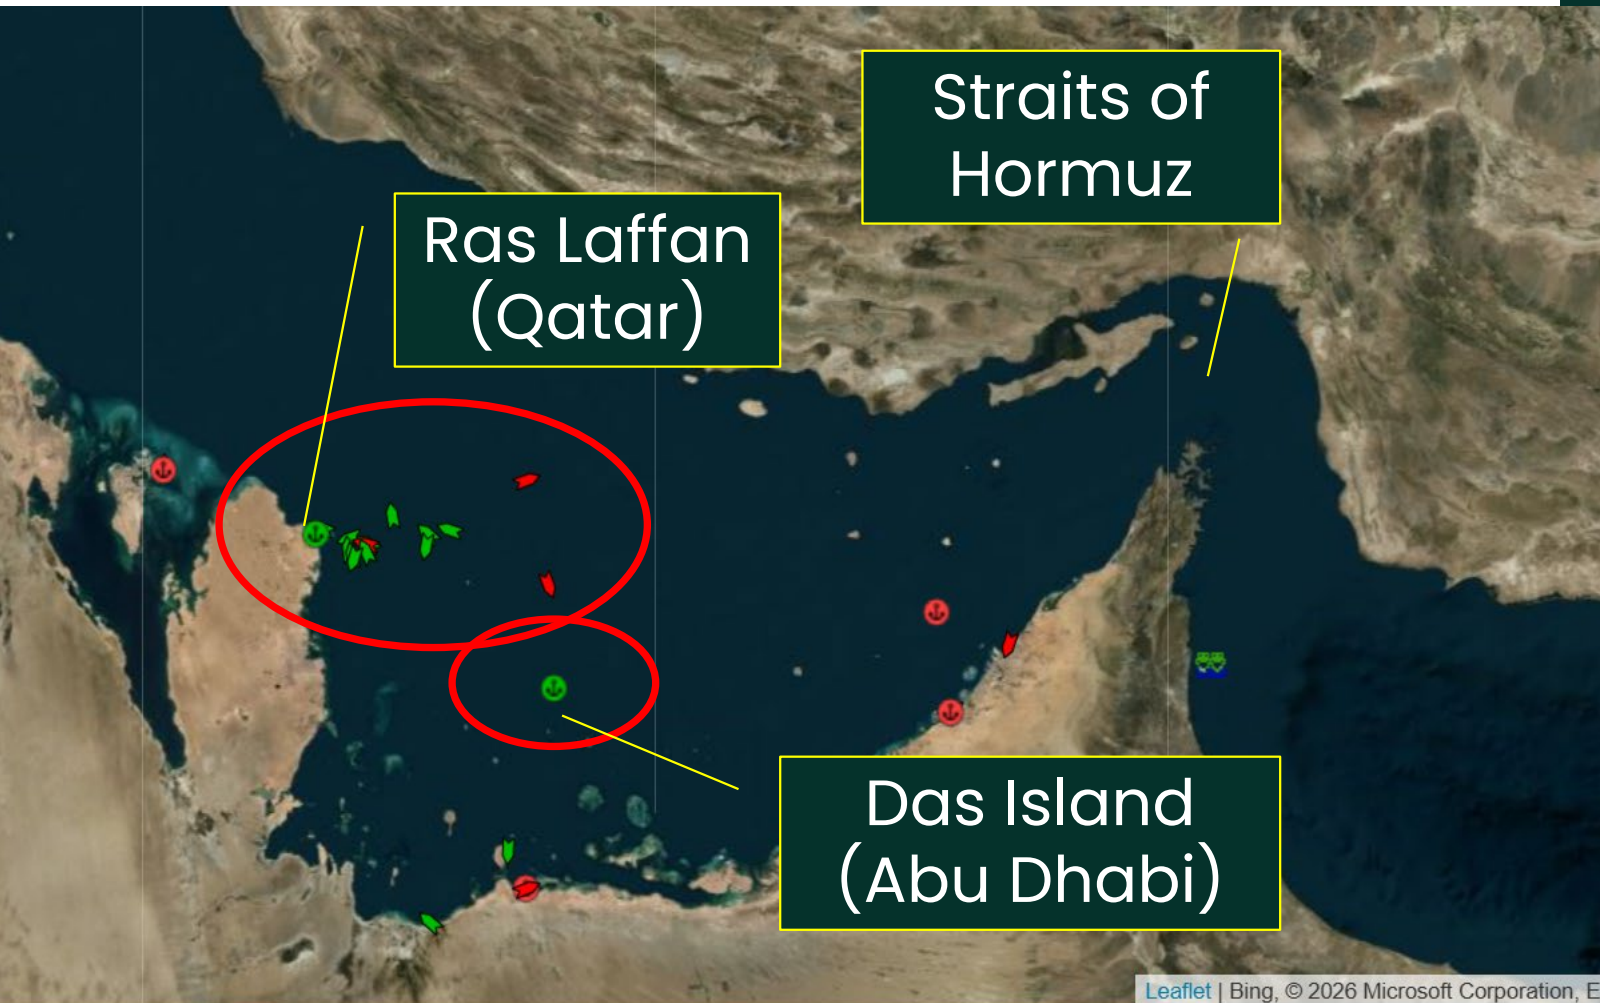 Straits of
Hormuz
Ras Laffan
(Qatar)
Das Island
(Abu Dhabi)
Leaflet | Bing, © 2026 Microsoft Corporation, E